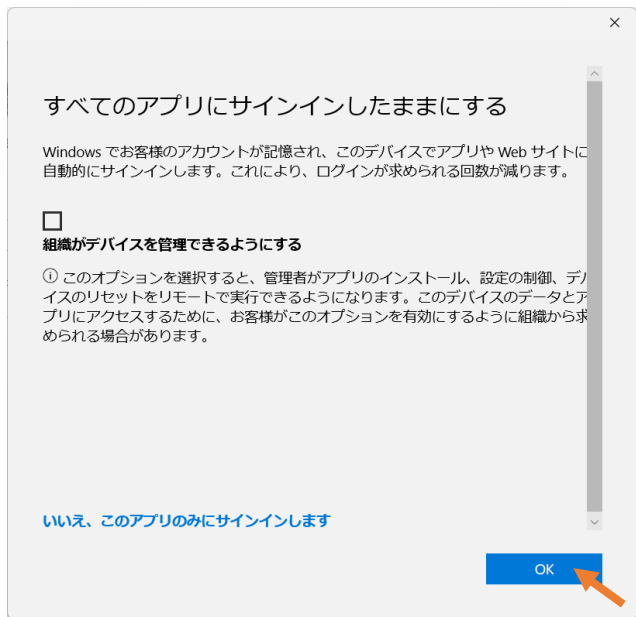 すべてのアプリにサインインしたままにする
Windows でお客様のアカウントが記憶され、このデバイスでアプリや Web サイトに
自動的にサインインします。これにより、ログインが求められる回数が減ります。
組織がデバイスを管理できるようにする
ⓘ このオプションを選択すると、管理者がアプリのインストール、設定の制御、デバ
イスのリセットをリモートで実行できるようになります。このデバイスのデータとア
プリにアクセスするために、お客様がこのオプションを有効にするように組織から求
められる場合があります。
いいえ、このアプリのみにサインインします
OK